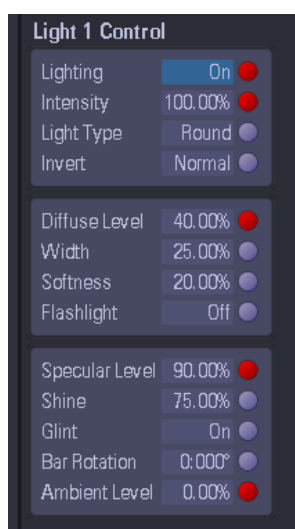 Light 1 Control
Lighting On
Intensity 100.00%
Light Type Round
Invert Normal
Diffuse Level 40.00%
Width 25.00%
Softness 20.00%
Flashlight Off
Specular Level 90.00%
Shine 75.00%
Glint On
Bar Rotation 0:000°
Ambient Level 0.00%